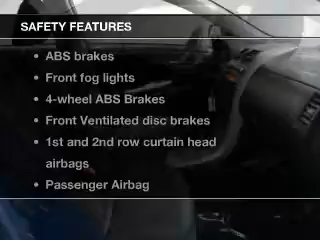 SAFETY FEATURES
• ABS brakes
• Front fog lights
• 4-wheel ABS Brakes
• Front Ventilated disc brakes
• 1st and 2nd row curtain head
airbags
• Passenger Airbag